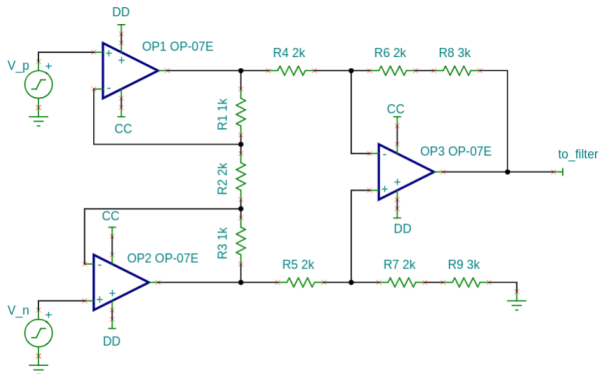 DD
OP1 OP-07E
V_p
+
+
+
-
CC
R4 2k
R6 2k
R8 3k
R1 1k
CC
OP3 OP-07E
to_filter
-
+
+
DD
R2 2k
CC
OP2 OP-07E
R3 1k
-
+
+
V_n
+
DD
R5 2k
R7 2k
R9 3k